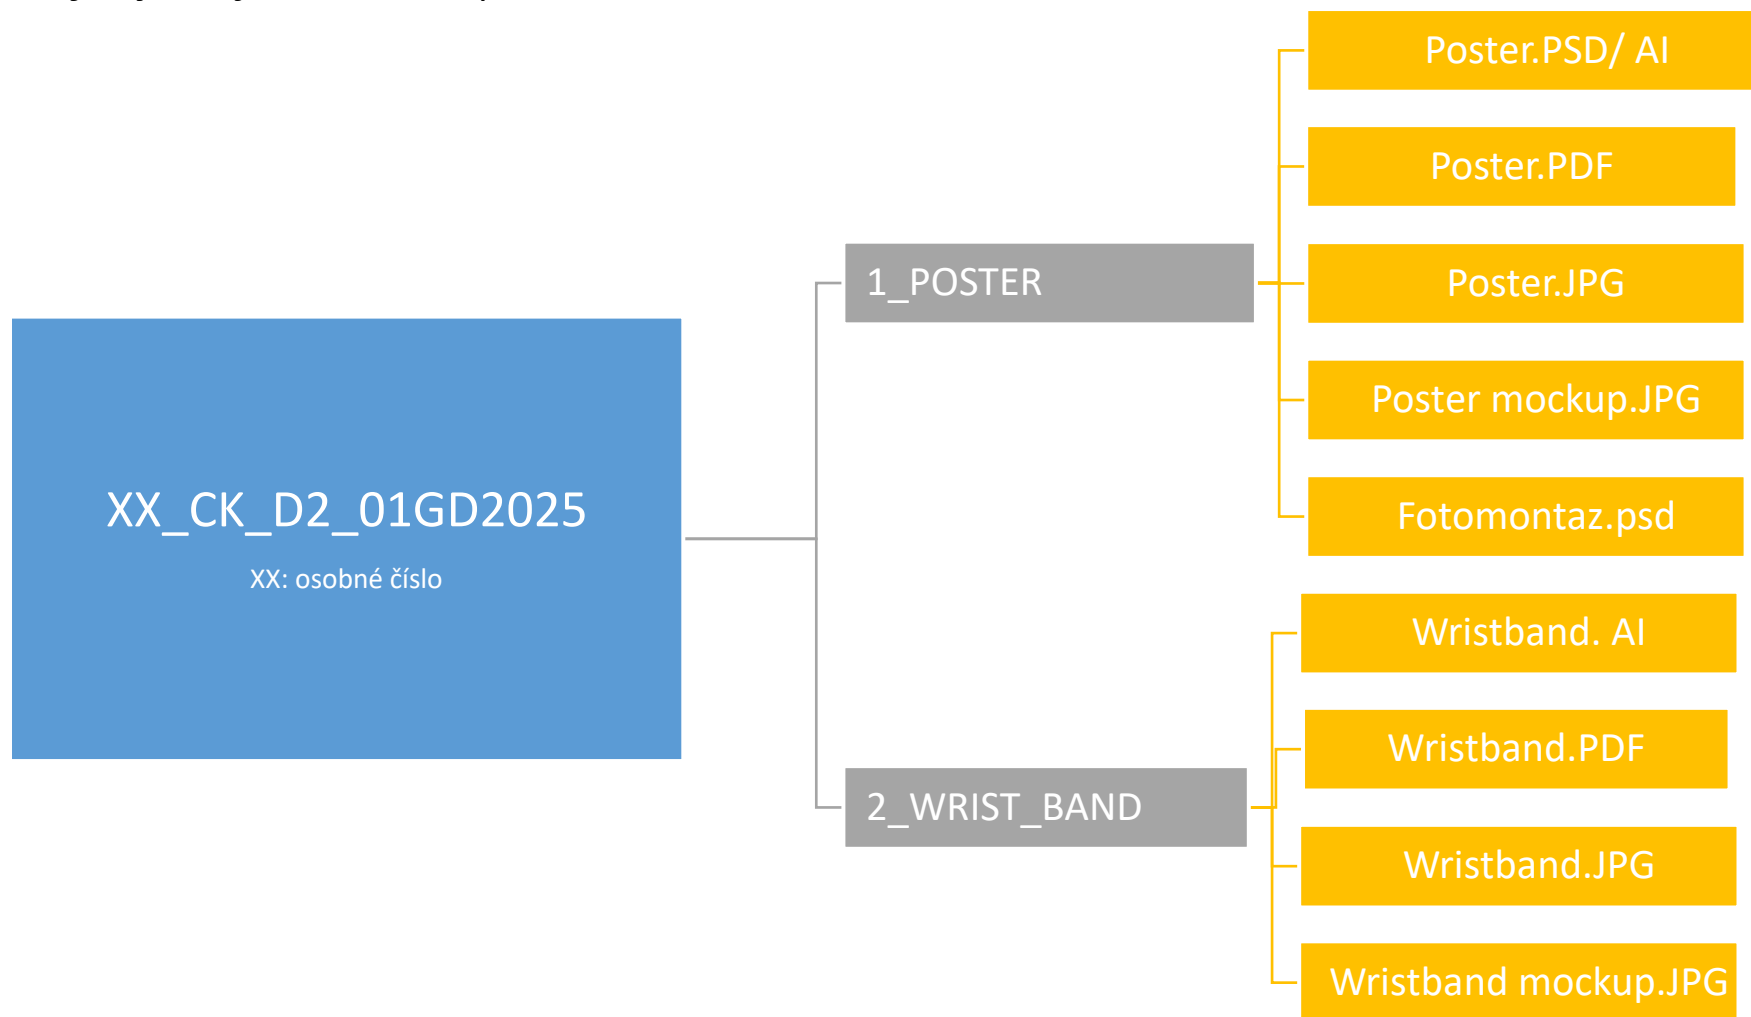 XX_CK_D2_01GD2025
XX: osobné číslo
1_POSTER
Poster.PSD/ AI
Poster.PDF
Poster.JPG
Poster mockup.JPG
Fotomontaz.psd
2_WRIST_BAND
Wristband. AI
Wristband.PDF
Wristband.JPG
Wristband mockup.JPG